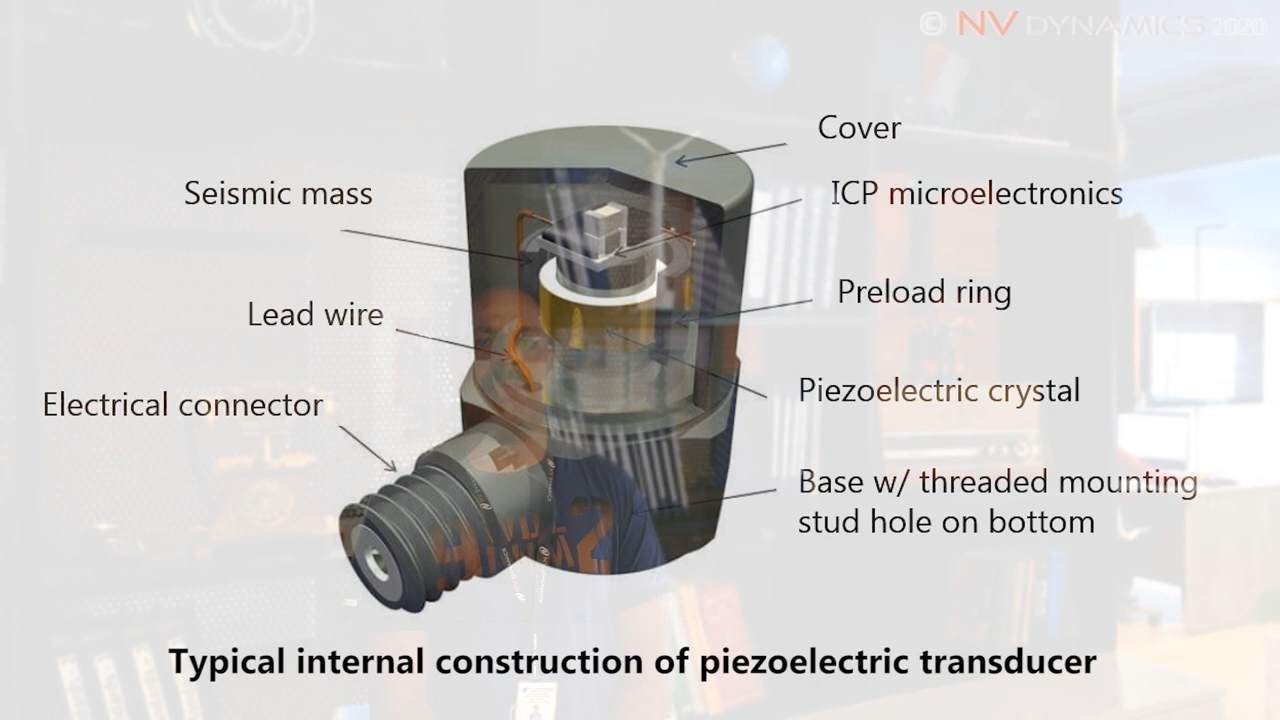 © NV DYNAMICS 2020
Cover
Seismic mass
ICP microelectronics
Preload ring
Lead wire
Piezoelectric crystal
Electrical connector
Base w/ threaded mounting
stud hole on bottom
Typical internal construction of piezoelectric transducer